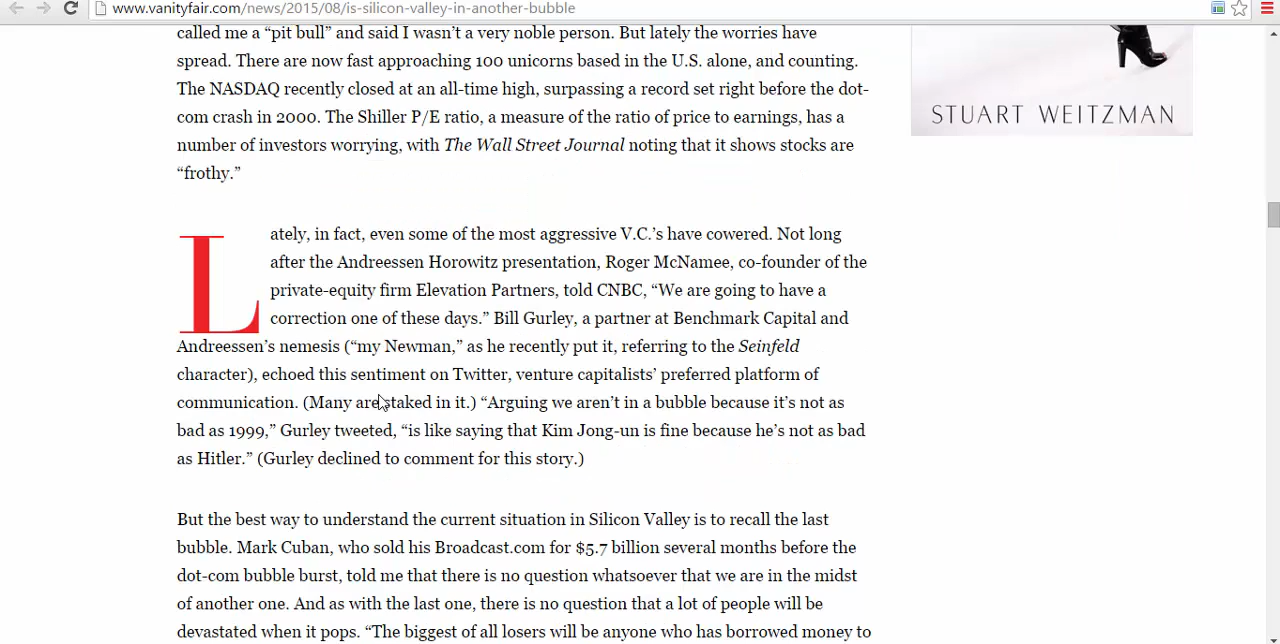 www.vanityfair.com/news/2015/08/is-silicon-valley-in-another-bubble
called me a “pit bull” and said I wasn’t a very noble person. But lately the worries have
spread. There are now fast approching 100 unicorns based in the U.S. alone, and counting.
The NASDAQ recently closed at an all-time high, surpassing a record set right before the dot-
com crash in 2000. The Shiller P/E ratio, a measure of the ratio of price to earnings, has a
number of investors worrying, with The Wall Street Journal noting that it shows stocks are
“frothy.”
STUART WEITZMAN
Lately, in fact, even some of the most aggressive V.C.’s have cowered. Not long
after the Andreessen Horowitz presentation, Roger McNamee, co-founder of the
private-equity firm Elevation Partners, told CNBC, “We are going to have a
correction one of these days.” Bill Gurley, a partner at Benchmark Capital and
Andreessen’s nemesis (“my Newman,” as he recently put it, referring to the Seinfeld
character), echoed this sentiment on Twitter, venture capitalists’ preferred platform of
communication. (Many are staked in it.) “Arguing we aren’t in a bubble because it’s not as
bad as 1999,” Gurley tweeted, “is like saying that Kim Jong-un is fine because he’s not as bad
as Hitler.” (Gurley declined to comment for this story.)
But the best way to understand the current situation in Silicon Valley is to recall the last
bubble. Mark Cuban, who sold his Broadcast.com for $5.7 billion several months before the
dot-com bubble burst, told me that there is no question whatsoever that we are in the midst
of another one. And as with the last one, there is no question that a lot of people will be
devastated when it pops. “The biggest of all losers will be anyone who has borrowed money to